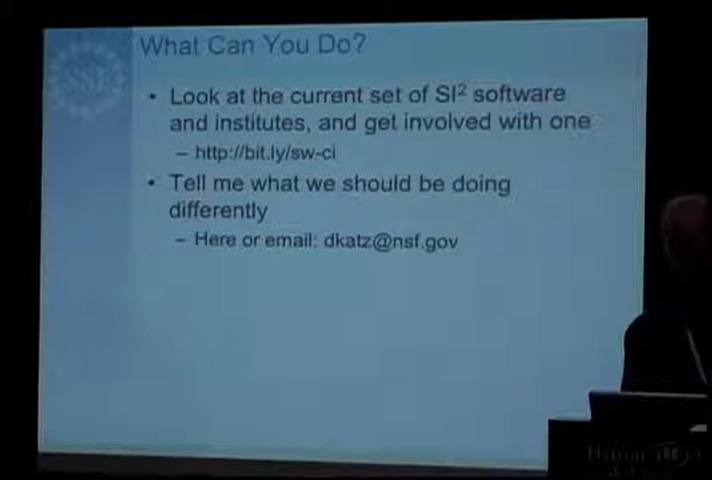 What Can You Do?
NSF
• Look at the current set of SI² software
and institutes, and get involved with one
– http://bit.ly/sw-ci
• Tell me what we should be doing
differently
– Here or email: dkatz@nsf.gov
Hilton